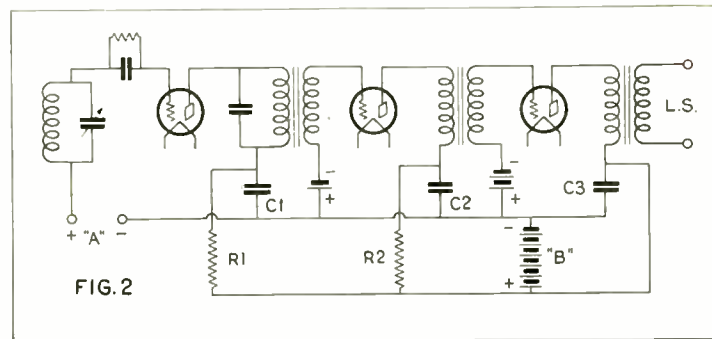 L.S.
- + - +
C1 C2 C3
+ "A" -
- "B" +
R1 R2
FIG. 2